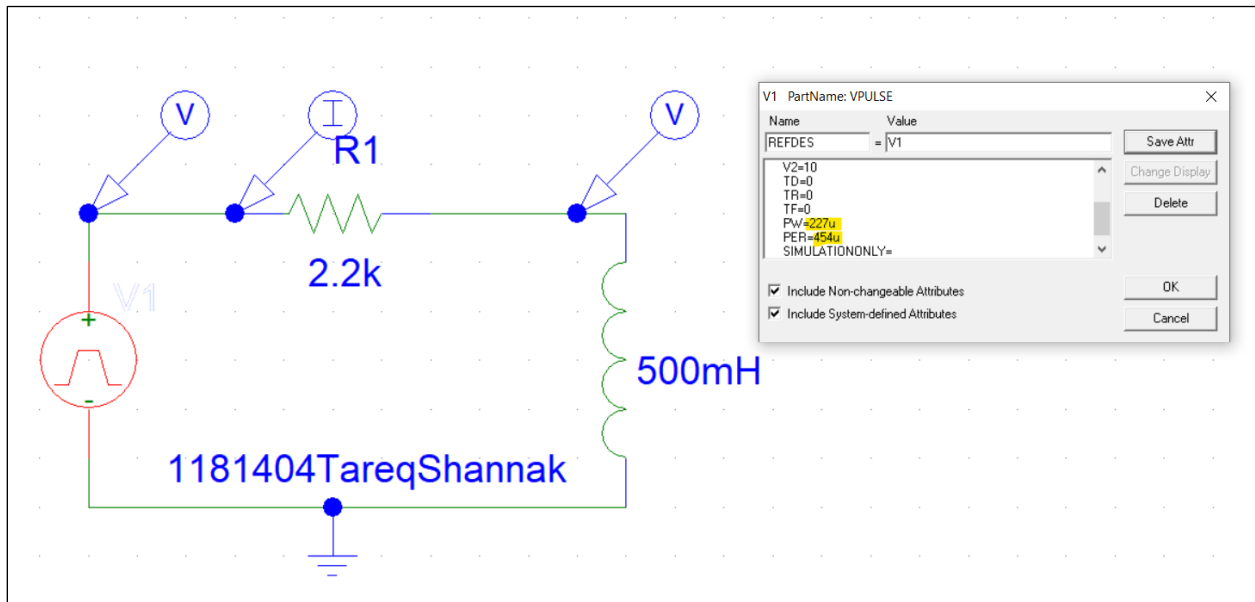 V
I
V
R1
2.2k
V1
+
-
500mH
1181404TareqShannak
V1 PartName: VPULSE
Name Value
REFDES = V1
Save Attr
V2=10
TD=0
TR=0
TF=0
PW=227u
PER=454u
SIMULATIONONLY=
Change Display
Delete
Include Non-changeable Attributes
Include System-defined Attributes
OK
Cancel